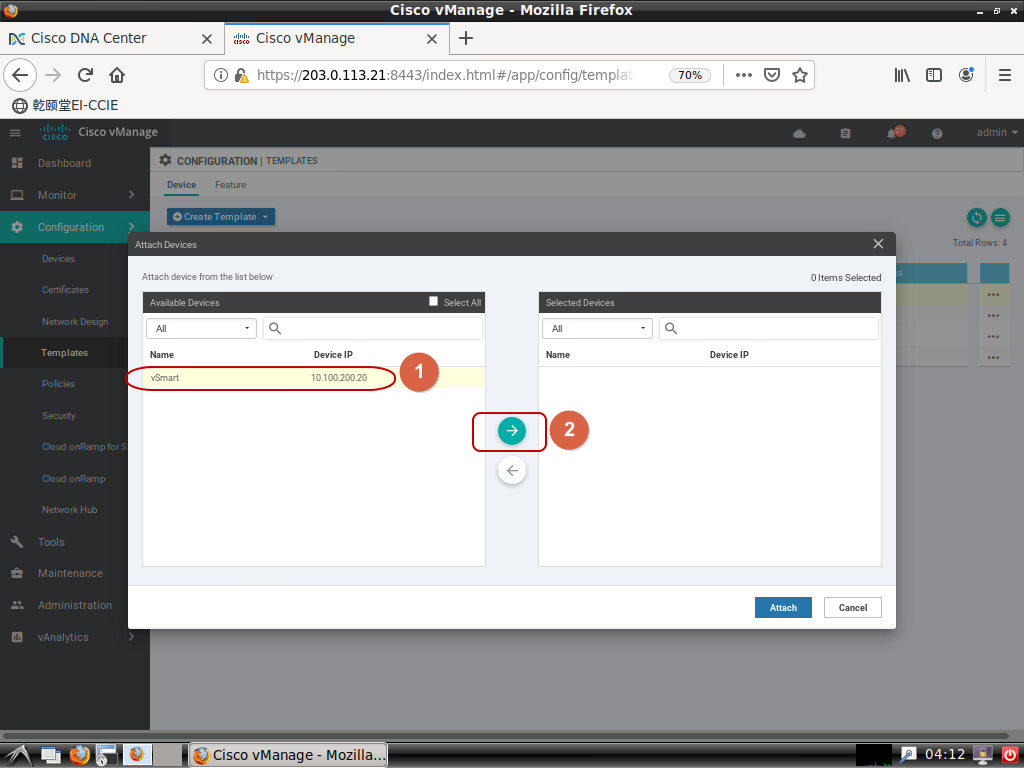 Cisco vManage - Mozilla Firefox
Cisco DNA Center
Cisco vManage
https://203.0.113.21:8443/index.html#/app/config/templat
70%
乾颐堂EI-CCIE
cisco Cisco vManage
27
admin
Dashboard
CONFIGURATION | TEMPLATES
Device Feature
Monitor
Create Template
Configuration
Total Rows: 4
Attach Devices
Devices
Attach device from the list below
0 Items Selected
Certificates
Available Devices Select All
Selected Devices
Network Design
All
All
Templates
Name Device IP
Name Device IP
vSmart 10.100.200.20
1
Policies
Security
2
Cloud onRamp for S
Cloud onRamp
Network Hub
Tools
Maintenance
Administration
Attach Cancel
vAnalytics
Cisco vManage - Mozilla...
04:12